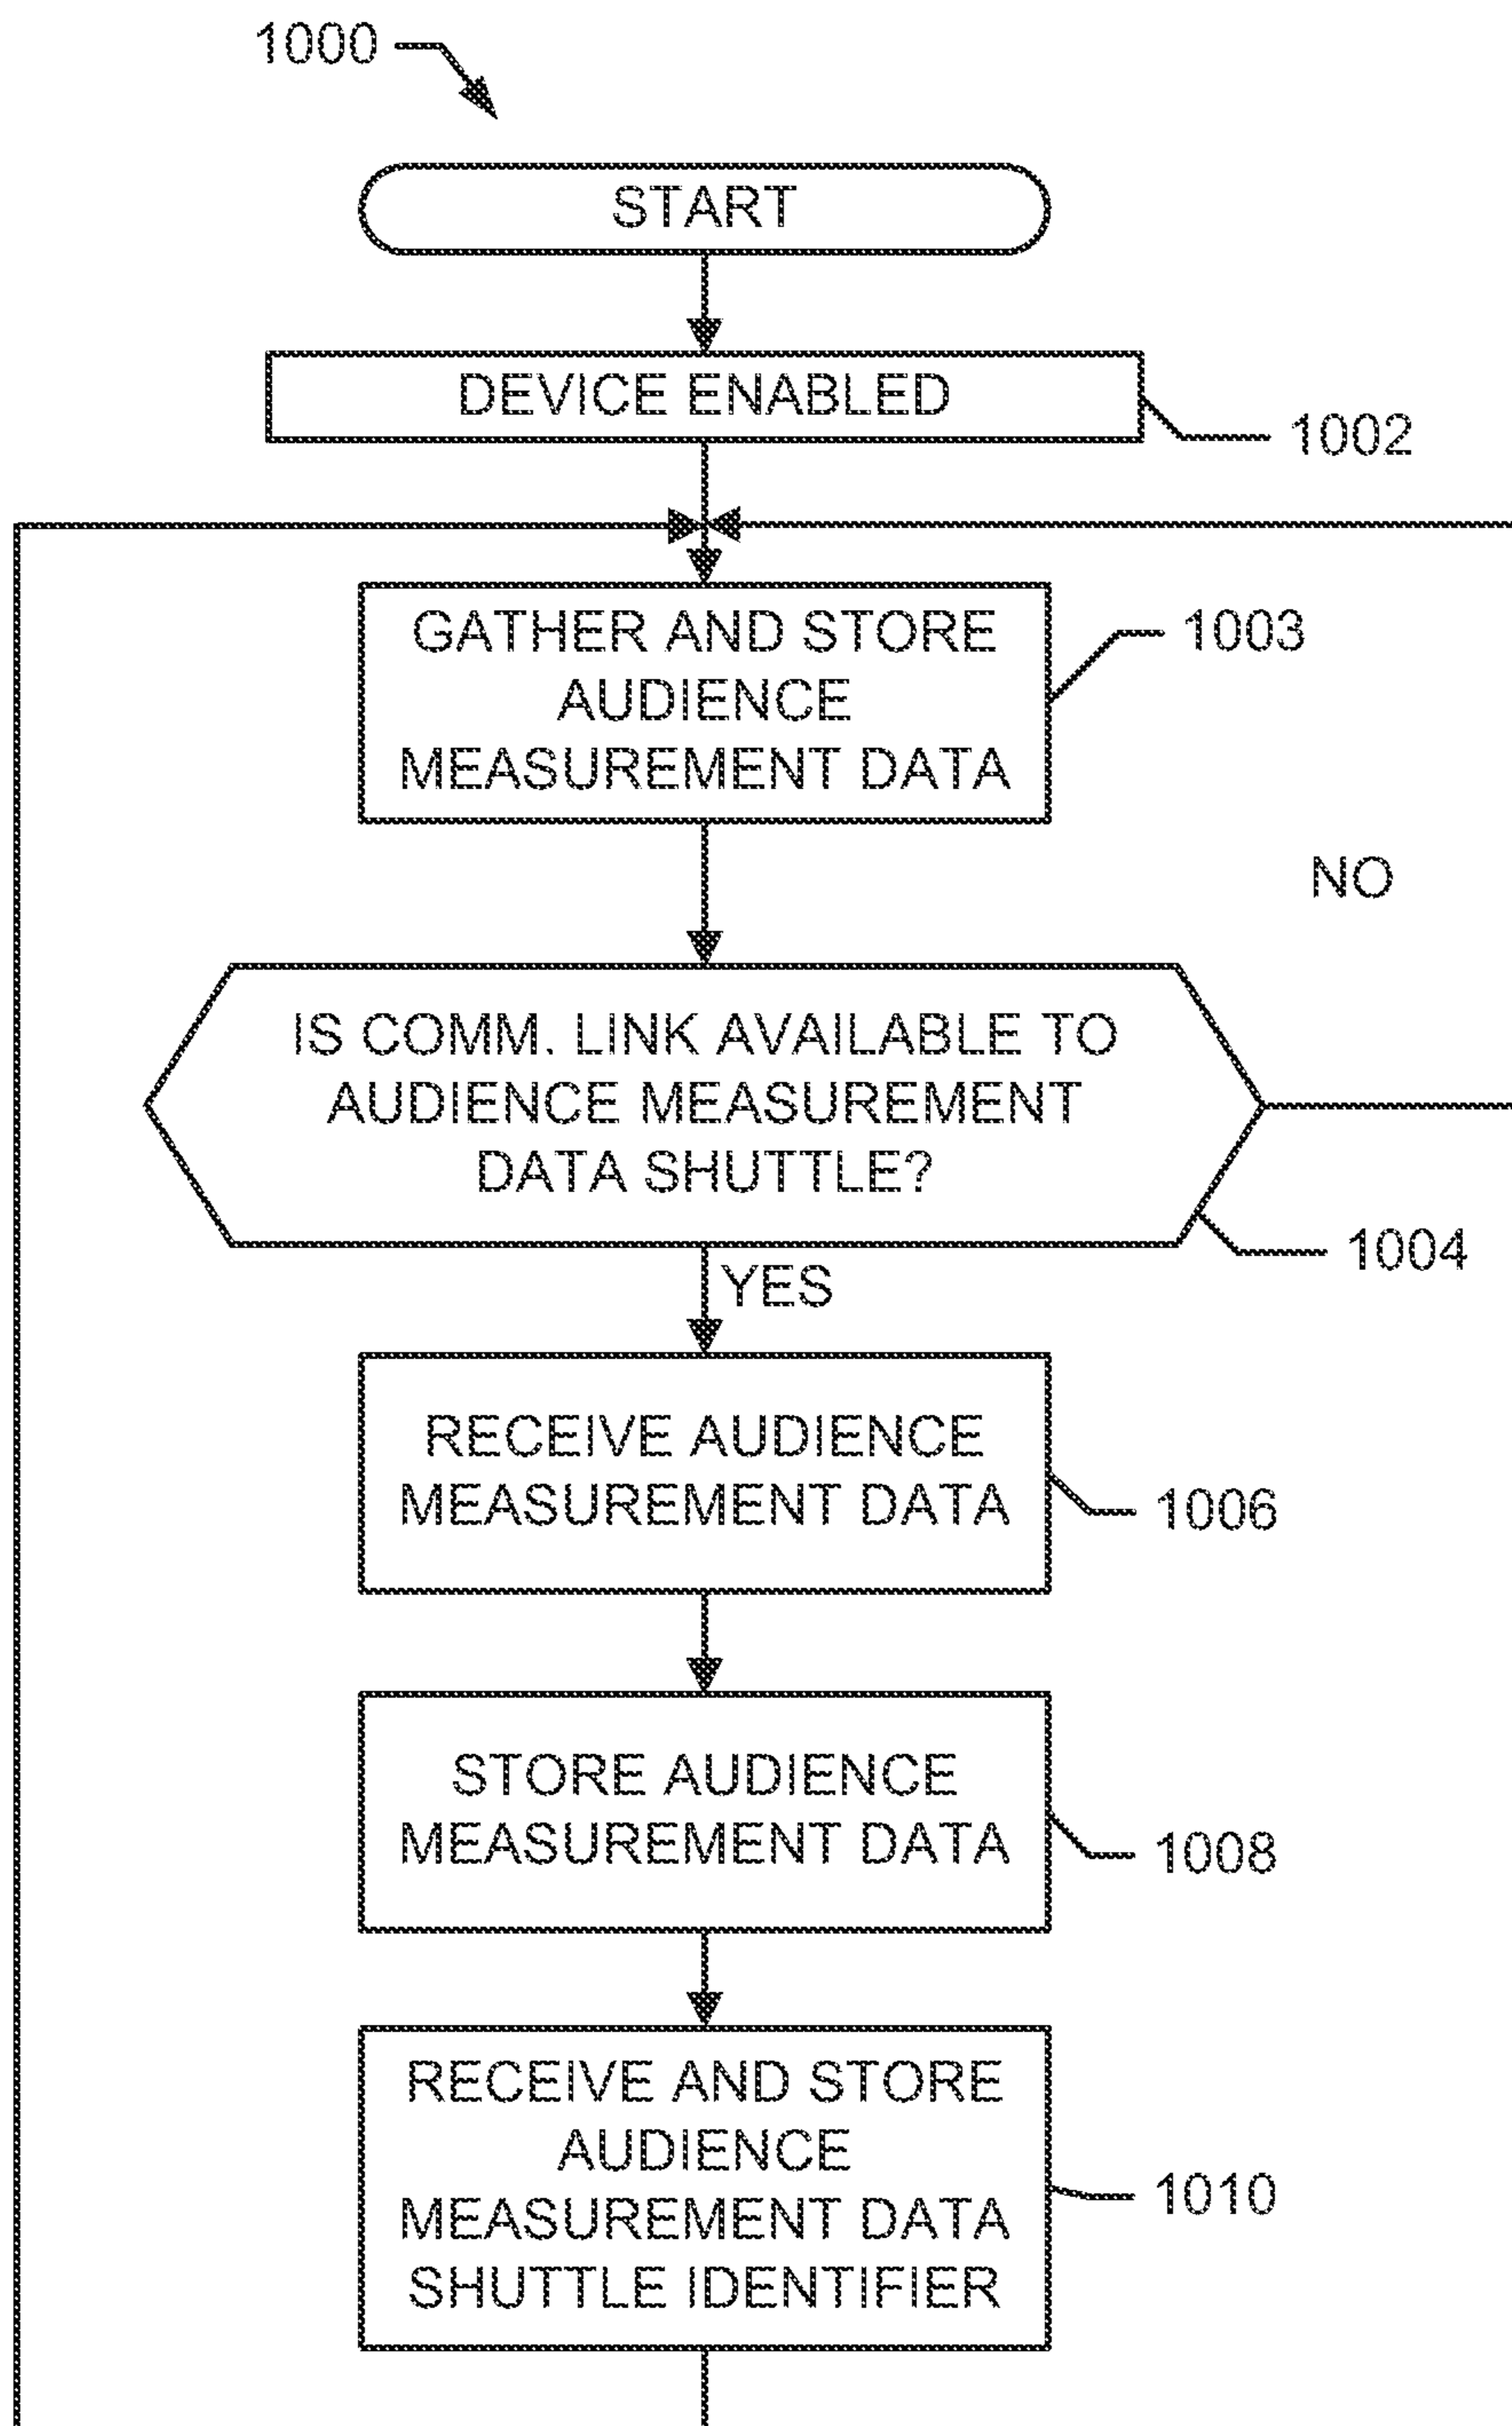 1000
START
DEVICE ENABLED
1002
GATHER AND STORE
AUDIENCE
MEASUREMENT DATA
1003
NO
IS COMM. LINK AVAILABLE TO
AUDIENCE MEASUREMENT
DATA SHUTTLE?
1004
YES
RECEIVE AUDIENCE
MEASUREMENT DATA
1006
STORE AUDIENCE
MEASUREMENT DATA
1008
RECEIVE AND STORE
AUDIENCE
MEASUREMENT DATA
SHUTTLE IDENTIFIER
1010